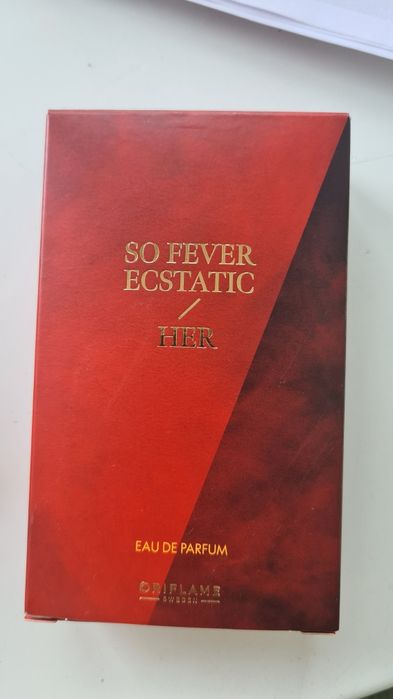 SO FEVER
ECSTATIC
/
HER
EAU DE PARFUM
ORIFLAME
SWEDEN